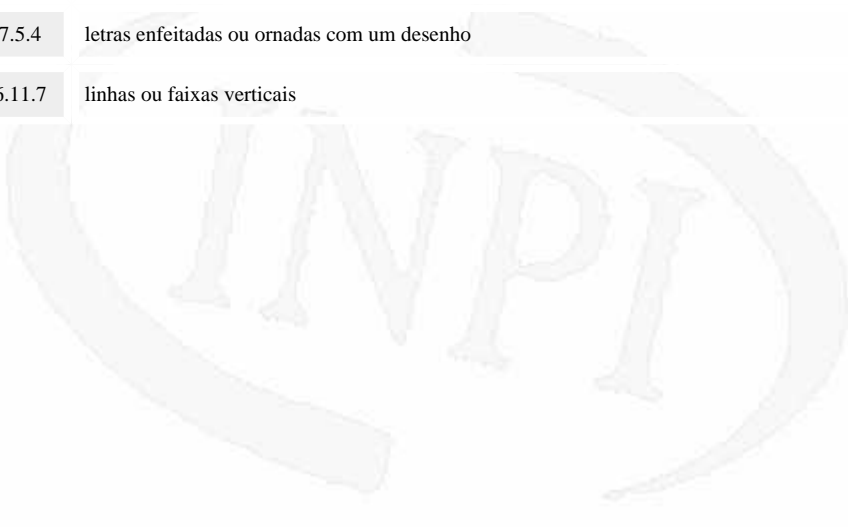 7.5.4 letras enfeitadas ou ornadas com um desenho
6.11.7 linhas ou faixas verticais
INPI